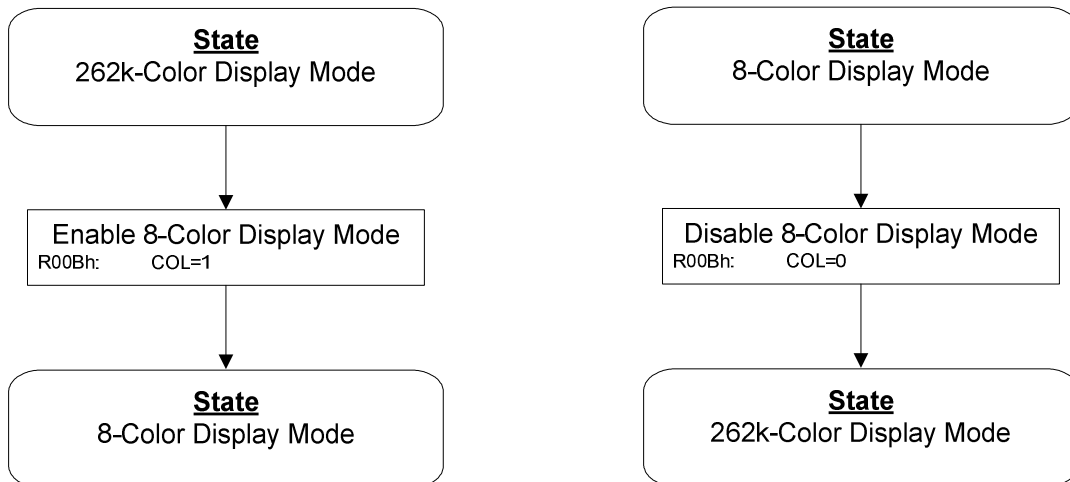 State
262k-Color Display Mode
Enable 8-Color Display Mode
R00Bh: COL=1
State
8-Color Display Mode
State
8-Color Display Mode
Disable 8-Color Display Mode
R00Bh: COL=0
State
262k-Color Display Mode